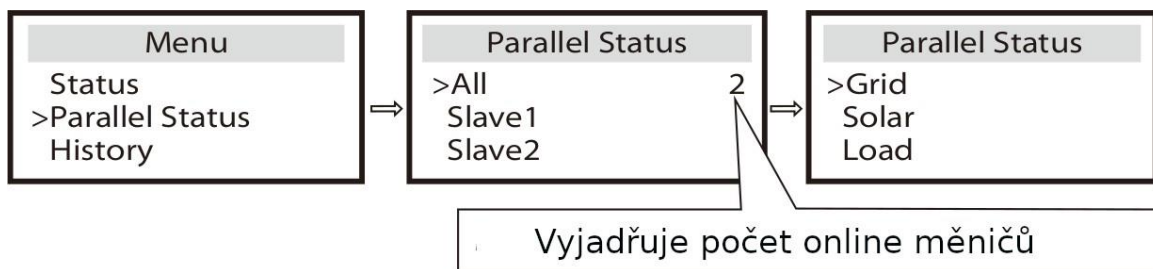 Menu
Status
>Parallel Status
History
⇒
Parallel Status
>All 2
Slave1
Slave2
⇒
Parallel Status
>Grid
Solar
Load
Vyjadřuje počet online měničů